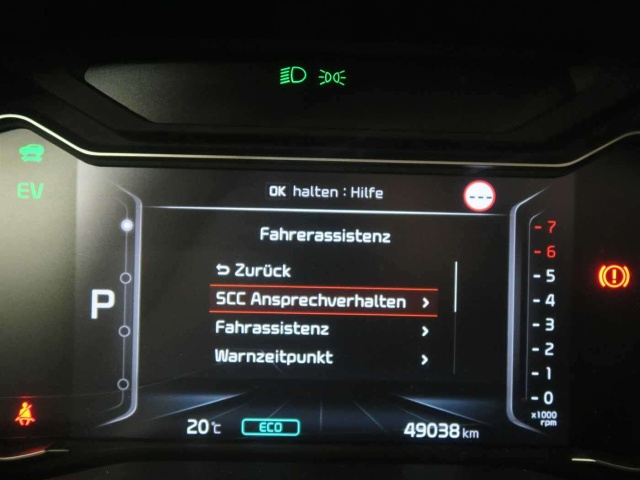 EV
OK halten : Hilfe
Fahrerassistenz
Zurück
SCC Ansprechverhalten
Fahrassistenz
Warnzeitpunkt
P
7
6
5
4
3
2
1
0
x1000
rpm
20°C
ECO
49038 km